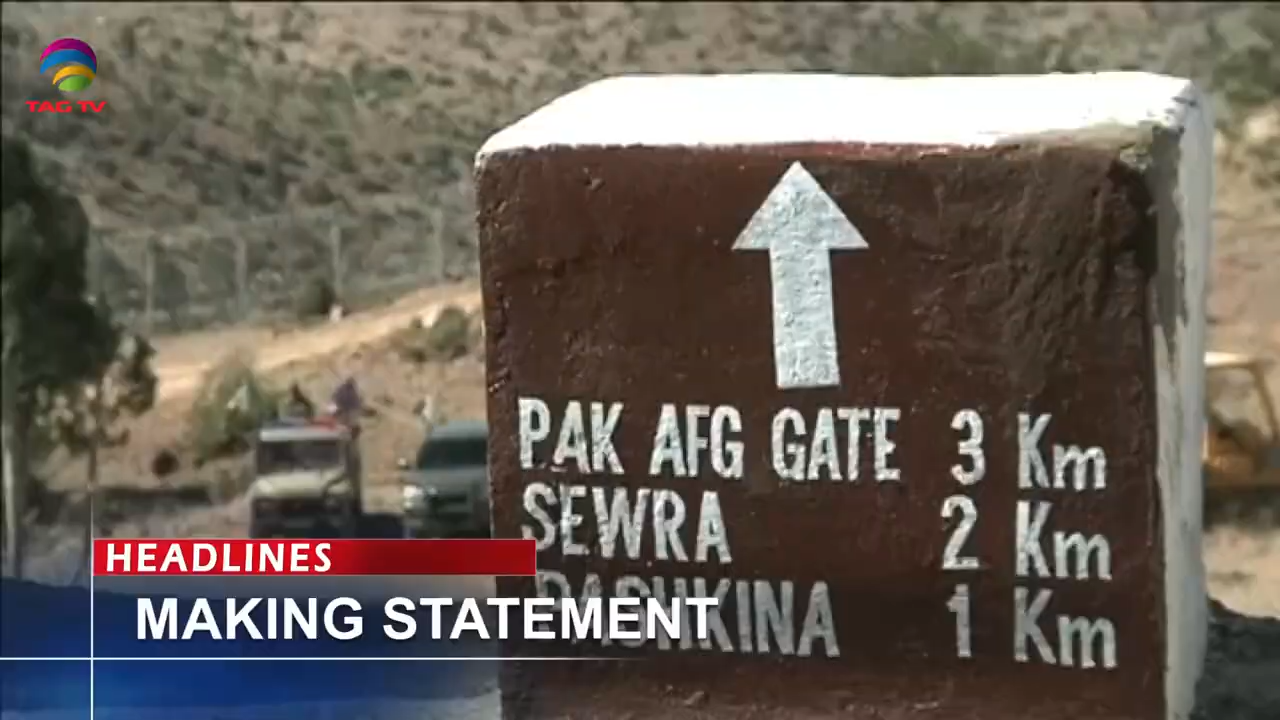 TAG TV
PAK AFG GATE 3 Km
SEWRA 2 Km
1 Km
HEADLINES
MAKING STATEMENT